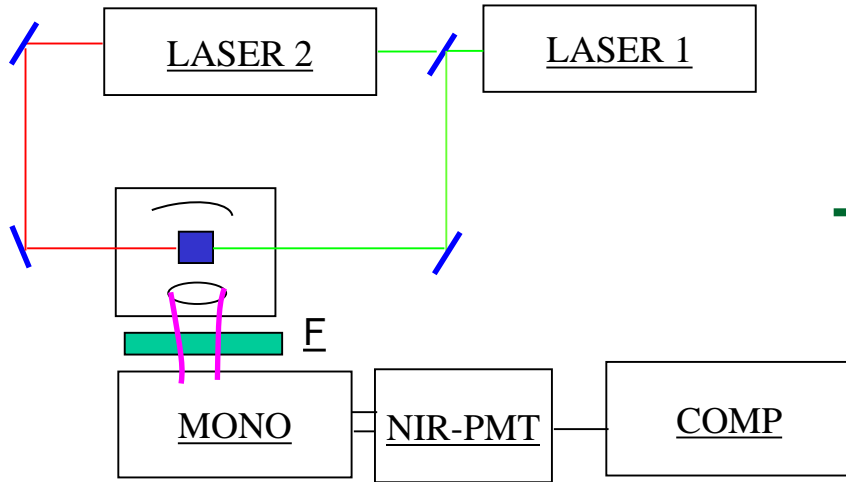 LASER 2
LASER 1
F
MONO
NIR-PMT
COMP